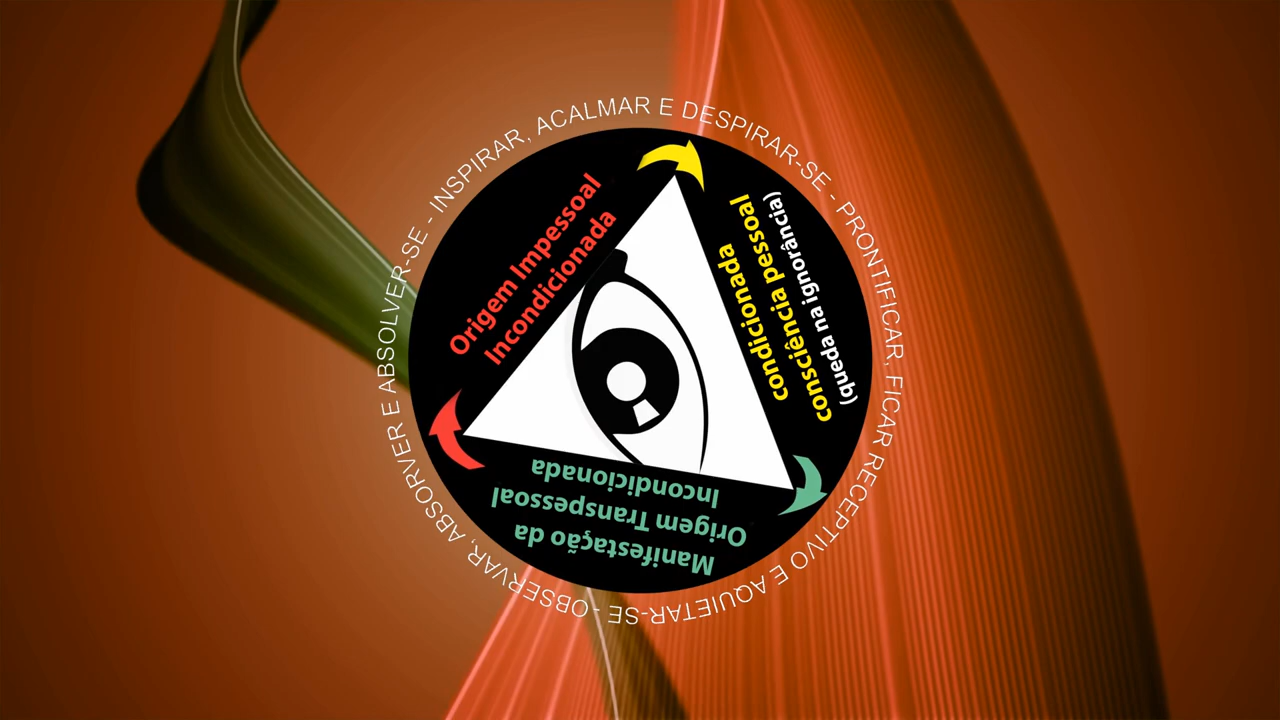 INSPIRAR, ACALMAR E DESPIRAR-SE - PRONTIFICAR, FICAR RECEPTIVO E AQUIETAR-SE - OBSERVAR, ABSORVER E ABSOLVER-SE -
Origem Impessoal
Incondicionada
(queda na ignorância)
consciência pessoal
condicionada
Manifestação da
Origem Transpessoal
Incondicionada